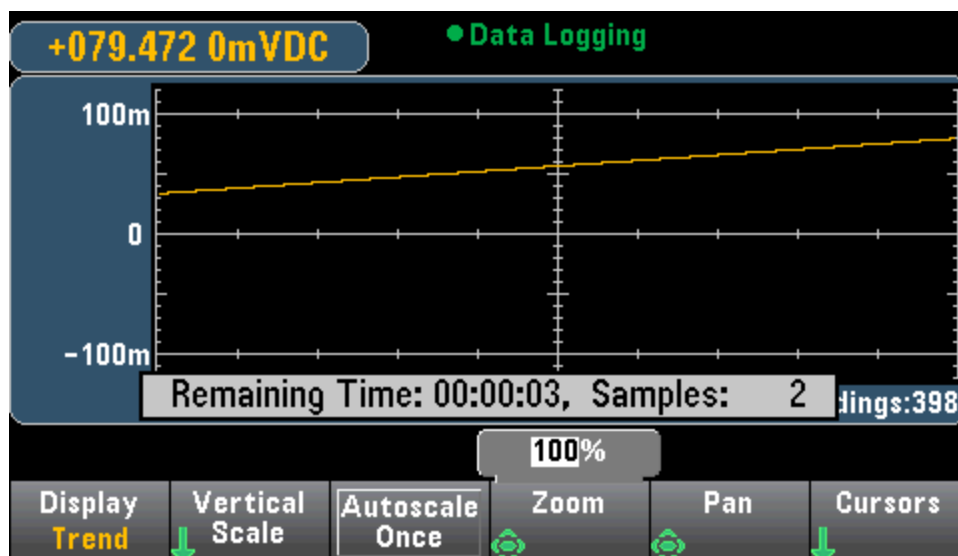 +079.472 0mVDC
Data Logging
100m
0
-100m
Remaining Time: 00:00:03, Samples: 2
dings:398
100%
Display
Trend
Vertical
Scale
Autoscale
Once
Zoom
Pan
Cursors